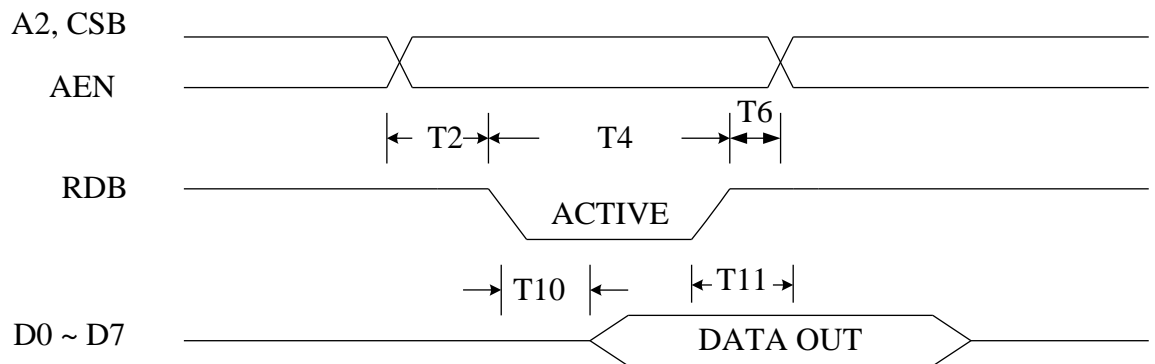 A2, CSB
AEN
T2
T4
T6
RDB
ACTIVE
T10
T11
D0 ~ D7
DATA OUT